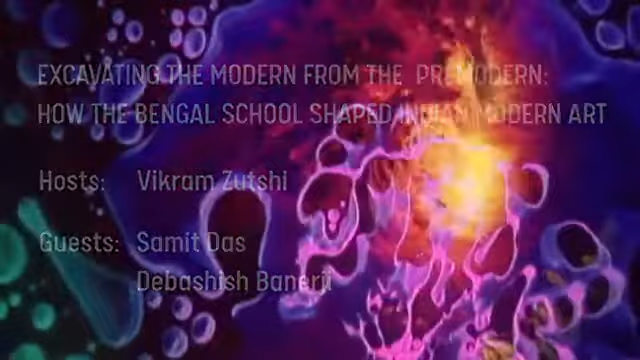 EXCAVATING THE MODERN FROM THE PREMODERN:
HOW THE BENGAL SCHOOL SHAPED INDIAN MODERN ART
Hosts: Vikram Zutshi
Guests: Samit Das
Debashish Banerji